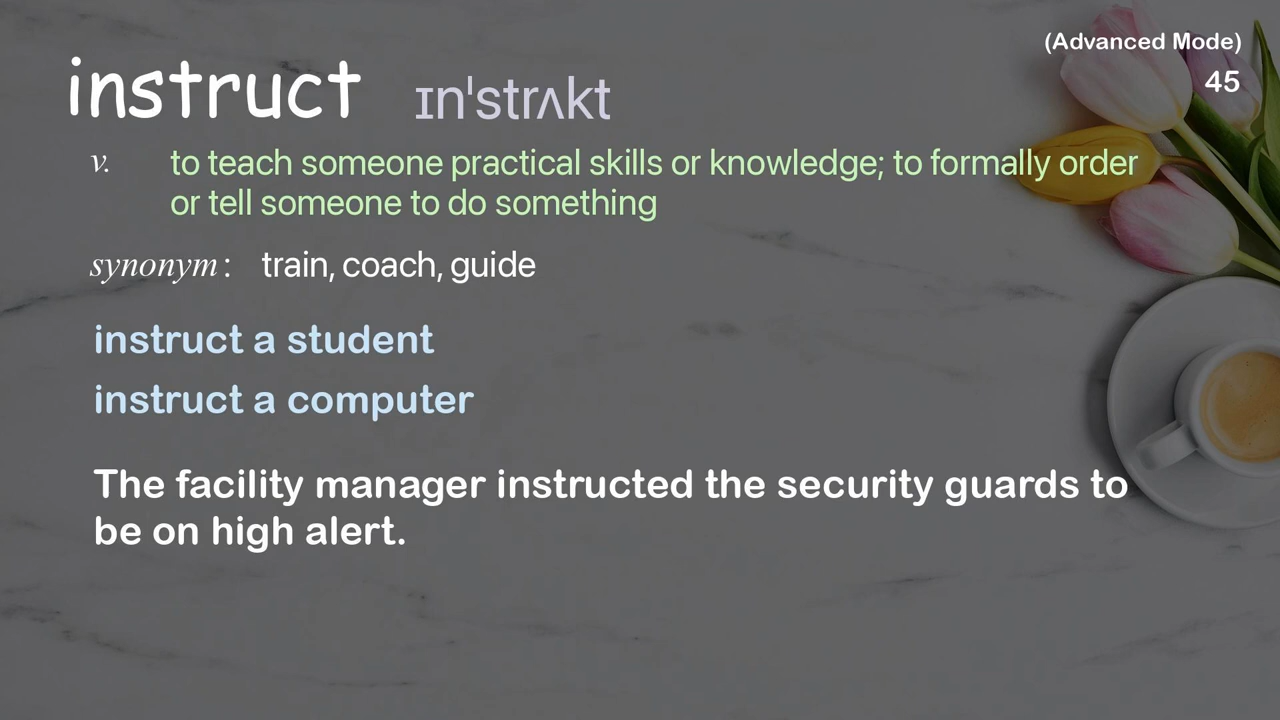 (Advanced Mode)
45
instruct ɪn'strʌkt
v. to teach someone practical skills or knowledge; to formally order
or tell someone to do something
synonym : train, coach, guide
instruct a student
instruct a computer
The facility manager instructed the security guards to
be on high alert.